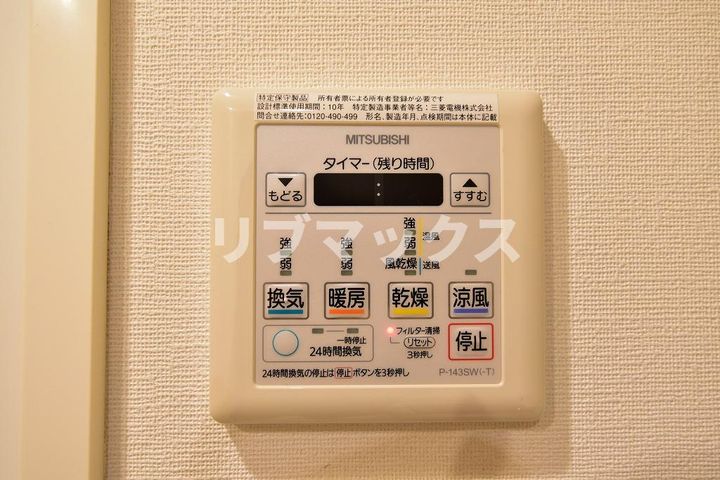 特定保守製品 所有者票による所有者登録が必要です
設計標準使用期間：10年 特定製造事業者等名：三菱電機株式会社
問合せ連絡先:0120-490-499 形名、製造年月、点検期間は本体に記載
MITSUBISHI
タイマー(残り時間)
▼ もどる
:
▲ すすむ
リブマックス
強 強 強 温風
弱 弱 弱
風乾燥 送風
換気 暖房 乾燥 涼風
一時停止
24時間換気
フィルター清掃
リセット
3秒押し
停止
P-143SW(-T)
24時間換気の停止は 停止 ボタンを3秒押し